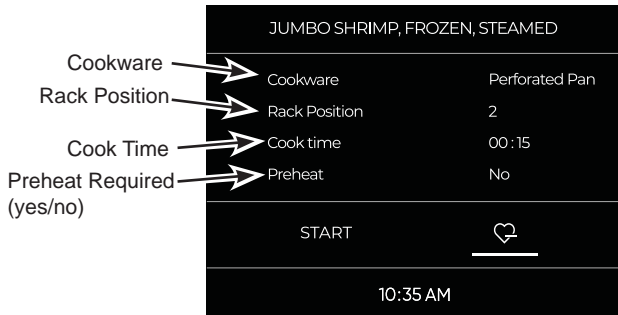 JUMBO SHRIMP, FROZEN, STEAMED
Cookware
Cookware Perforated Pan
Rack Position
Rack Position 2
Cook Time
Cook time 00:15
Preheat Required
(yes/no)
Preheat No
START
10:35 AM